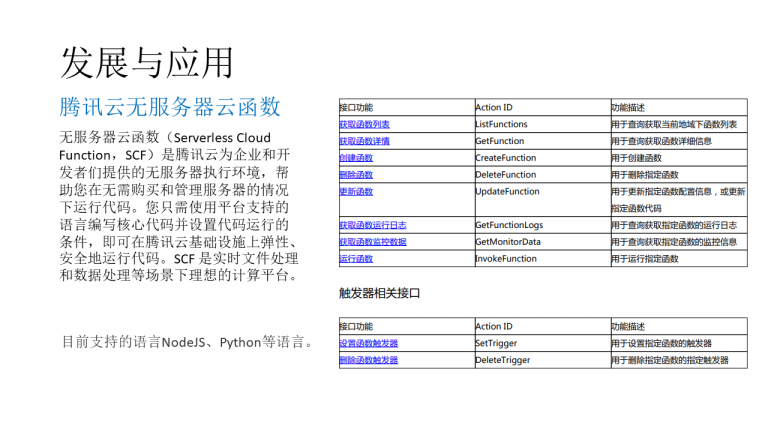 发展与应用
腾讯云无服务器云函数
无服务器云函数（Serverless Cloud
Function，SCF）是腾讯云为企业和开
发者们提供的无服务器执行环境，帮
助您在无需购买和管理服务器的情况
下运行代码。您只需使用平台支持的
语言编写核心代码并设置代码运行的
条件，即可在腾讯云基础设施上弹性、
安全地运行代码。SCF 是实时文件处理
和数据处理等场景下理想的计算平台。
目前支持的语言NodeJS、Python等语言。
接口功能 Action ID 功能描述
获取函数列表 ListFunctions 用于查询获取当前地域下函数列表
获取函数详情 GetFunction 用于查询获取函数详细信息
创建函数 CreateFunction 用于创建函数
删除函数 DeleteFunction 用于删除指定函数
更新函数 UpdateFunction 用于更新指定函数配置信息，或更新
指定函数代码
获取函数运行日志 GetFunctionLogs 用于查询获取指定函数的运行日志
获取函数监控数据 GetMonitorData 用于查询获取指定函数的监控信息
运行函数 InvokeFunction 用于运行指定函数
触发器相关接口
接口功能 Action ID 功能描述
设置函数触发器 SetTrigger 用于设置指定函数的触发器
删除函数触发器 DeleteTrigger 用于删除指定函数的指定触发器